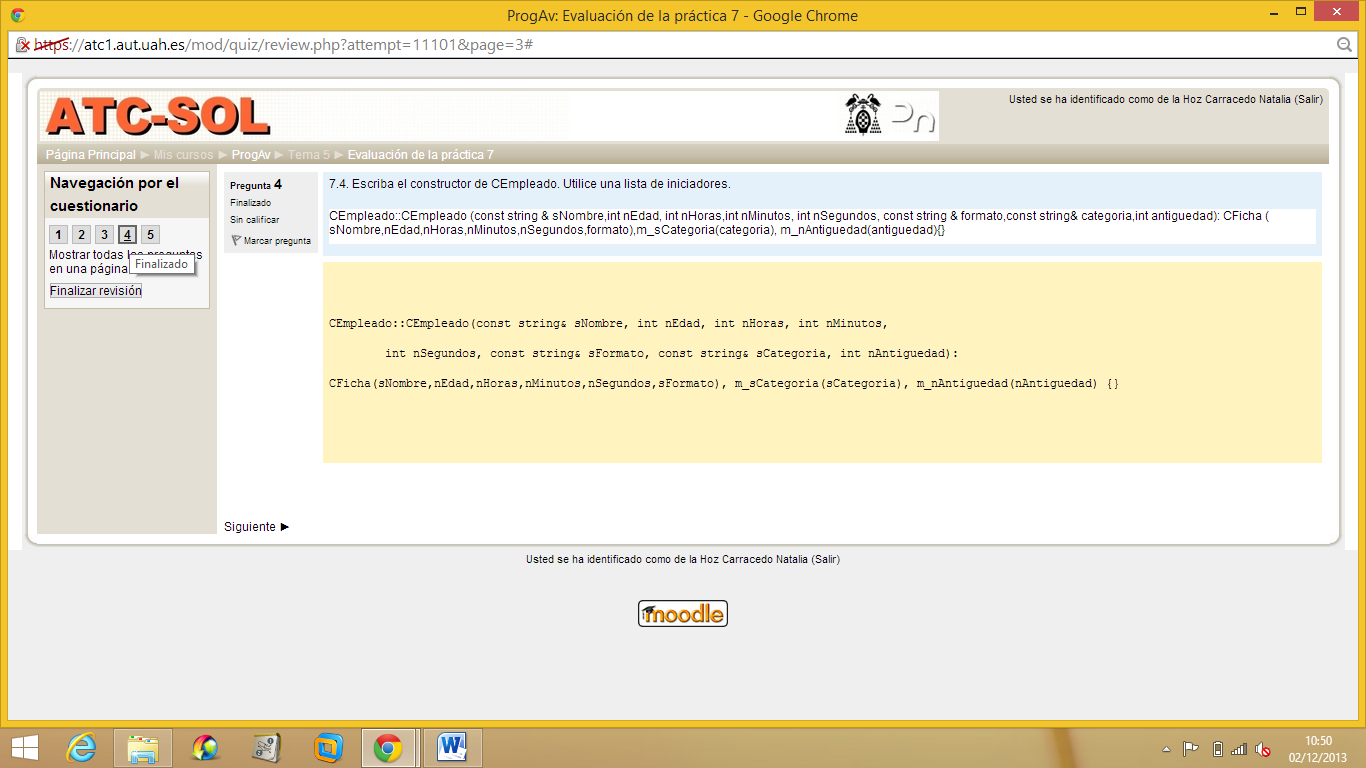 ProgAv: Evaluación de la práctica 7 - Google Chrome
https://atc1.aut.uah.es/mod/quiz/review.php?attempt=11101&page=3#
ATC-SOL
Usted se ha identificado como de la Hoz Carracedo Natalia (Salir)
Página Principal ► Mis cursos ► ProgAv ► Tema 5 ► Evaluación de la práctica 7
Navegación por el
cuestionario
1 2 3 4 5
Mostrar todas las preguntas
en una página
Finalizado
Finalizar revisión
Pregunta 4
Finalizado
Sin calificar
Marcar pregunta
7.4. Escriba el constructor de CEmpleado. Utilice una lista de iniciadores.
CEmpleado::CEmpleado (const string & sNombre,int nEdad, int nHoras,int nMinutos, int nSegundos, const string & formato,const string& categoria,int antiguedad): CFicha (
sNombre,nEdad,nHoras,nMinutos,nSegundos,formato),m_sCategoria(categoria), m_nAntiguedad(antiguedad){}
CEmpleado::CEmpleado(const string& sNombre, int nEdad, int nHoras, int nMinutos,
int nSegundos, const string& sFormato, const string& sCategoria, int nAntiguedad):
CFicha(sNombre,nEdad,nHoras,nMinutos,nSegundos,sFormato), m_sCategoria(sCategoria), m_nAntiguedad(nAntiguedad) {}
Siguiente ►
Usted se ha identificado como de la Hoz Carracedo Natalia (Salir)
moodle
10:50
02/12/2013